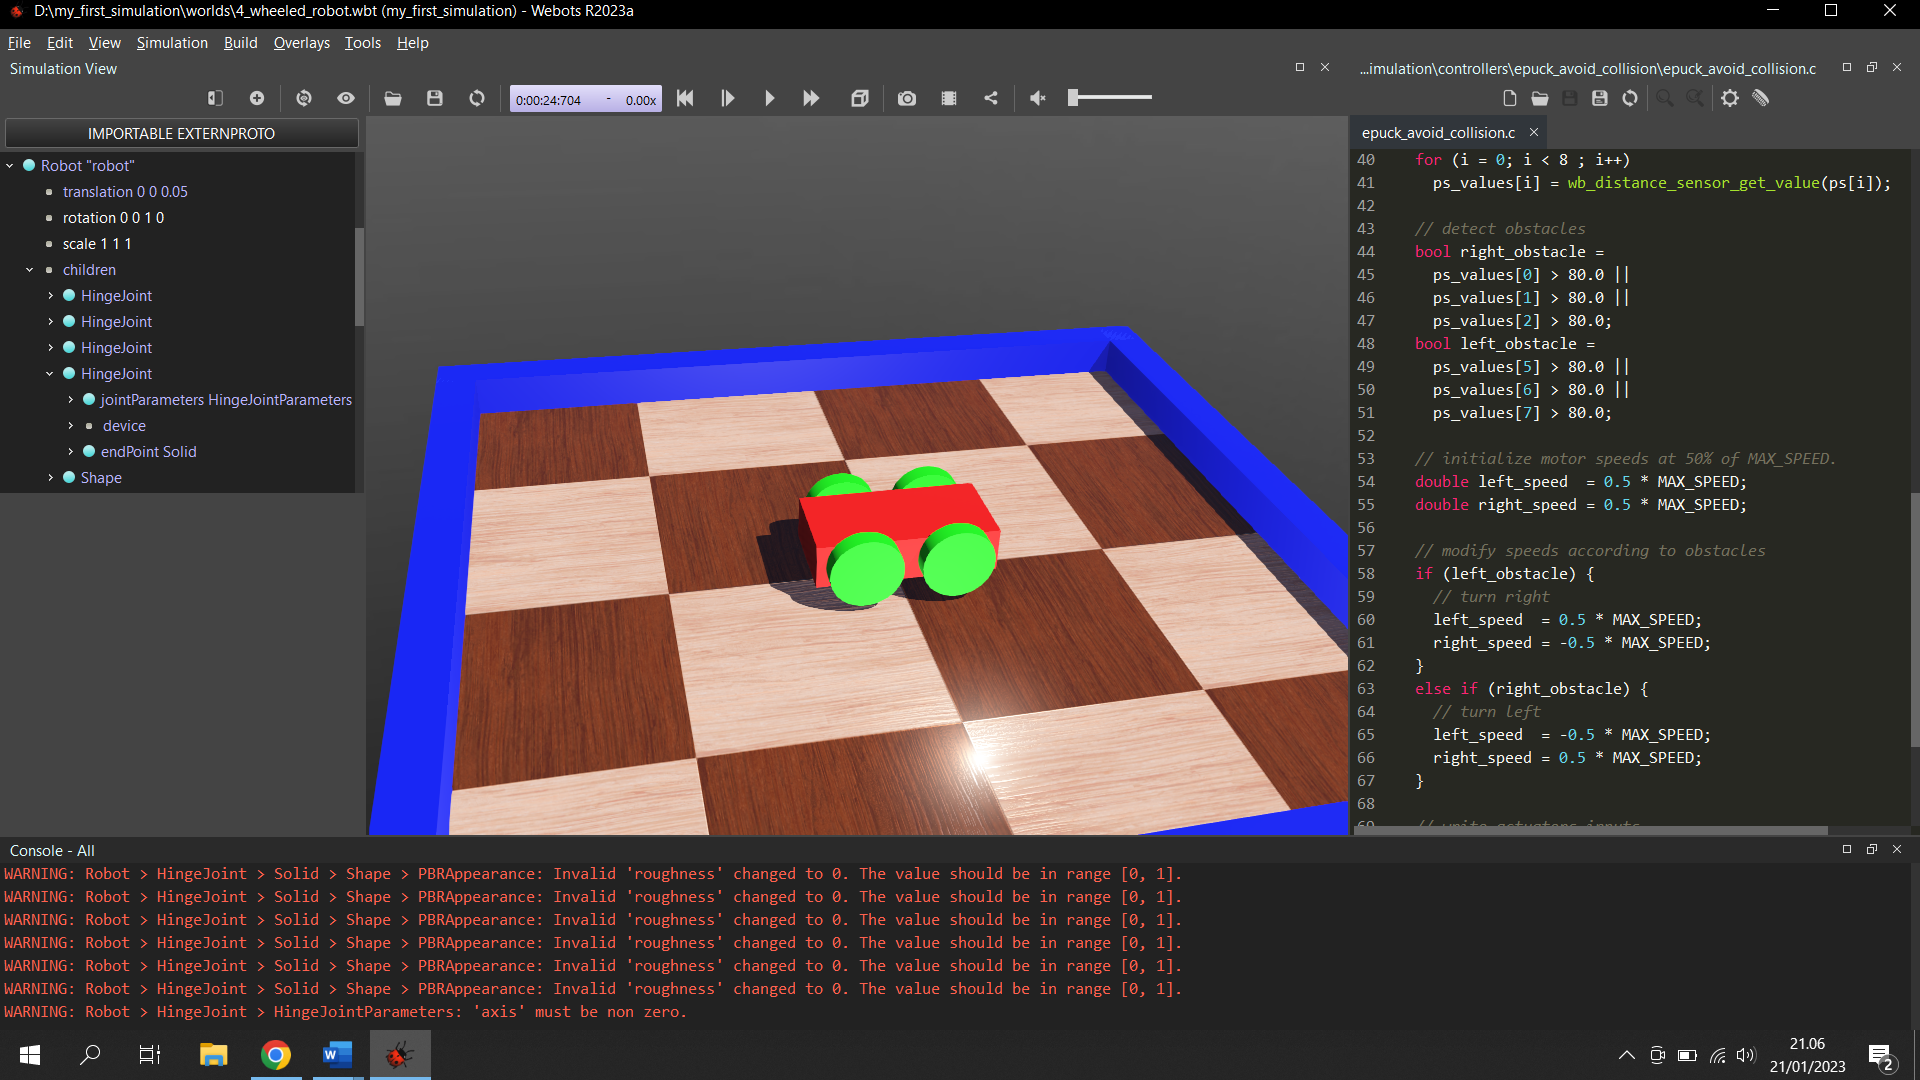 D:\my_first_simulation\worlds\4_wheeled_robot.wbt (my_first_simulation) - Webots R2023a
File Edit View Simulation Build Overlays Tools Help
Simulation View
0:00:24:704 - 0.00x
IMPORTABLE EXTERNPROTO
Robot "robot"
translation 0 0 0.05
rotation 0 0 1 0
scale 1 1 1
children
HingeJoint
HingeJoint
HingeJoint
HingeJoint
jointParameters HingeJointParameters
device
endPoint Solid
Shape
...imulation\controllers\epuck_avoid_collision\epuck_avoid_collision.c
epuck_avoid_collision.c
40 for (i = 0; i < 8 ; i++)
41 ps_values[i] = wb_distance_sensor_get_value(ps[i]);
42
43 // detect obstacles
44 bool right_obstacle =
45 ps_values[0] > 80.0 ||
46 ps_values[1] > 80.0 ||
47 ps_values[2] > 80.0;
48 bool left_obstacle =
49 ps_values[5] > 80.0 ||
50 ps_values[6] > 80.0 ||
51 ps_values[7] > 80.0;
52
53 // initialize motor speeds at 50% of MAX_SPEED.
54 double left_speed  = 0.5 * MAX_SPEED;
55 double right_speed = 0.5 * MAX_SPEED;
56
57 // modify speeds according to obstacles
58 if (left_obstacle) {
59 // turn right
60 left_speed  = 0.5 * MAX_SPEED;
61 right_speed = -0.5 * MAX_SPEED;
62 }
63 else if (right_obstacle) {
64 // turn left
65 left_speed  = -0.5 * MAX_SPEED;
66 right_speed = 0.5 * MAX_SPEED;
67 }
68
69 // write actuators inputs
Console - All
WARNING: Robot > HingeJoint > Solid > Shape > PBRAppearance: Invalid 'roughness' changed to 0. The value should be in range [0, 1].
WARNING: Robot > HingeJoint > Solid > Shape > PBRAppearance: Invalid 'roughness' changed to 0. The value should be in range [0, 1].
WARNING: Robot > HingeJoint > Solid > Shape > PBRAppearance: Invalid 'roughness' changed to 0. The value should be in range [0, 1].
WARNING: Robot > HingeJoint > Solid > Shape > PBRAppearance: Invalid 'roughness' changed to 0. The value should be in range [0, 1].
WARNING: Robot > HingeJoint > Solid > Shape > PBRAppearance: Invalid 'roughness' changed to 0. The value should be in range [0, 1].
WARNING: Robot > HingeJoint > Solid > Shape > PBRAppearance: Invalid 'roughness' changed to 0. The value should be in range [0, 1].
WARNING: Robot > HingeJoint > HingeJointParameters: 'axis' must be non zero.
W
21.06
21/01/2023
2